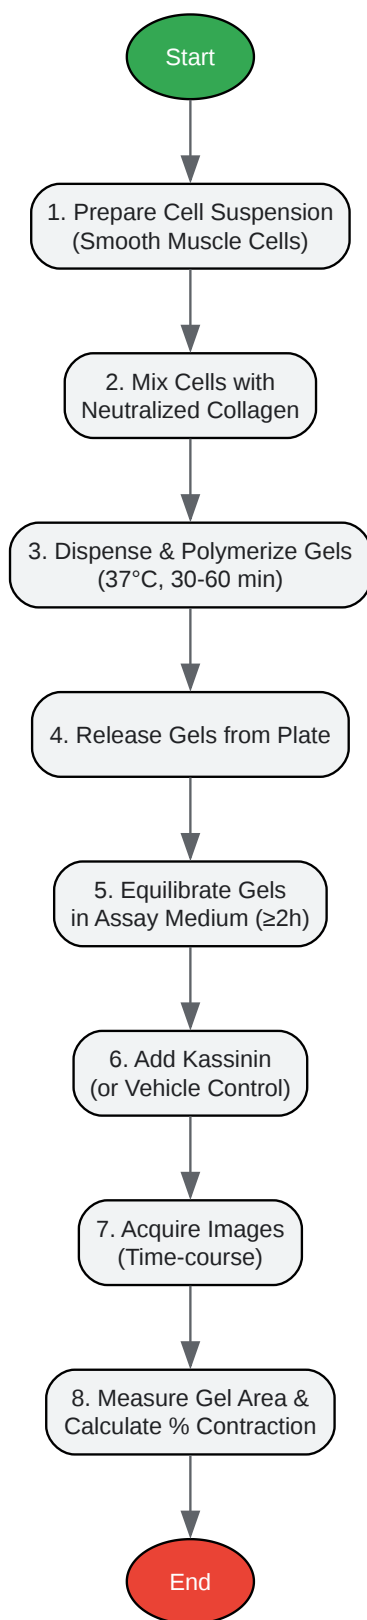 Start
1. Prepare Cell Suspension
(Smooth Muscle Cells)
2. Mix Cells with
Neutralized Collagen
3. Dispense & Polymerize Gels
(37°C, 30-60 min)
4. Release Gels from Plate
5. Equilibrate Gels
in Assay Medium (≥2h)
6. Add Kassinin
(or Vehicle Control)
7. Acquire Images
(Time-course)
8. Measure Gel Area &
Calculate % Contraction
End